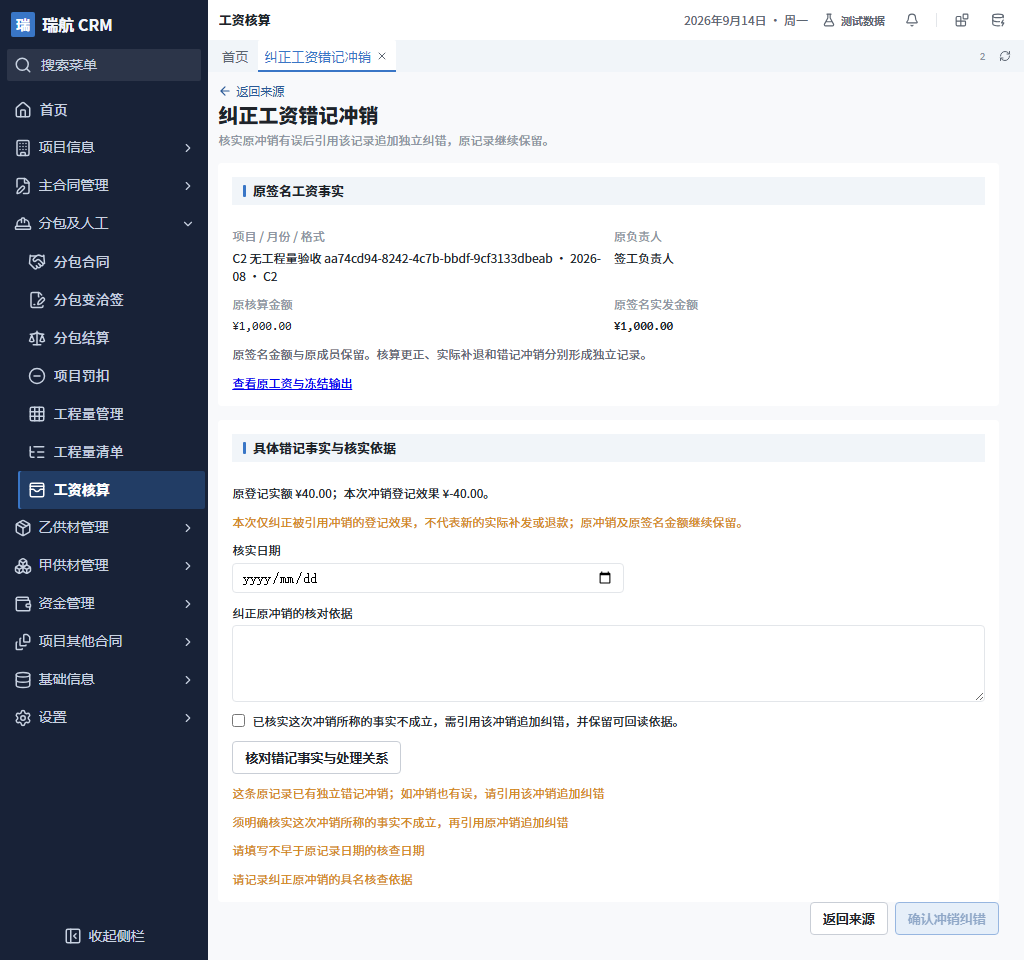 瑞 瑞航 CRM
搜索菜单
首页
项目信息
主合同管理
分包及人工
分包合同
分包变洽签
分包结算
项目罚扣
工程量管理
工程量清单
工资核算
乙供材管理
甲供材管理
资金管理
项目其他合同
基础信息
设置
收起侧栏
工资核算
2026年9月14日 · 周一
测试数据
首页
纠正工资错记冲销
2
返回来源
纠正工资错记冲销
核实原冲销有误后引用该记录追加独立纠错，原记录继续保留。
原签名工资事实
项目 / 月份 / 格式
C2 无工程量验收 aa74cd94-8242-4c7b-bbdf-9cf3133dbeab · 2026-
08 · C2
原负责人
签工负责人
原核算金额
¥1,000.00
原签名实发金额
¥1,000.00
原签名金额与原成员保留。核算更正、实际补退和错记冲销分别形成独立记录。
查看原工资与冻结输出
具体错记事实与核实依据
原登记实额 ¥40.00；本次冲销登记效果 ¥-40.00。
本次仅纠正被引用冲销的登记效果，不代表新的实际补发或退款；原冲销及原签名金额继续保留。
核实日期
yyyy/mm/dd
纠正原冲销的核对依据
已核实这次冲销所称的事实不成立，需引用该冲销追加纠错，并保留可回读依据。
核对错记事实与处理关系
这条原记录已有独立错记冲销；如冲销也有误，请引用该冲销追加纠错
须明确核实这次冲销所称的事实不成立，再引用原冲销追加纠错
请填写不早于原记录日期的核查日期
请记录纠正原冲销的具名核查依据
返回来源
确认冲销纠错